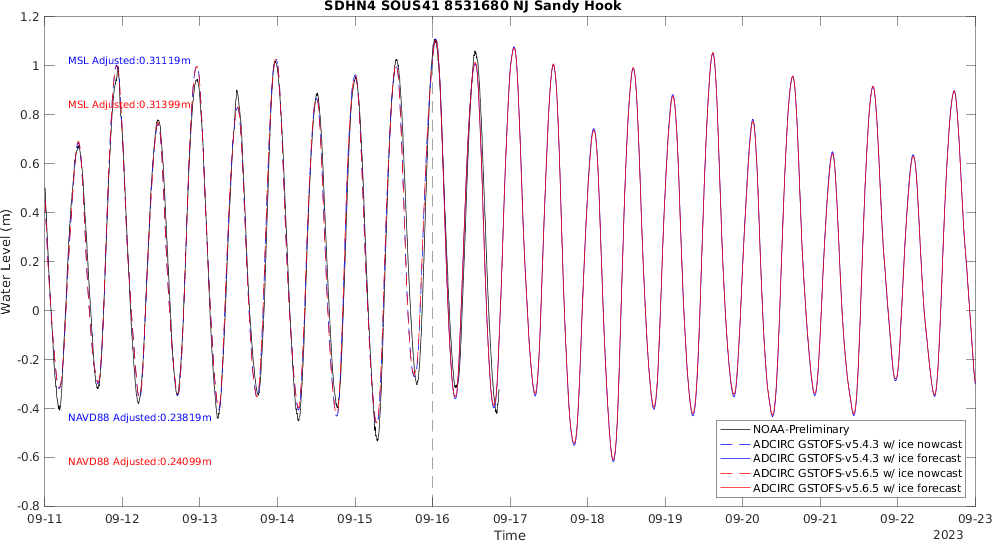 SDHN4 SOUS41 8531680 NJ Sandy Hook
1.2
1
0.8
0.6
0.4
0.2
0
-0.2
-0.4
-0.6
-0.8
Water Level (m)
MSL Adjusted:0.31119m
MSL Adjusted:0.31399m
NAVD88 Adjusted:0.23819m
NAVD88 Adjusted:0.24099m
NOAA-Preliminary
ADCIRC GSTOFS-v5.4.3 w/ ice nowcast
ADCIRC GSTOFS-v5.4.3 w/ ice forecast
ADCIRC GSTOFS-v5.6.5 w/ ice nowcast
ADCIRC GSTOFS-v5.6.5 w/ ice forecast
09-11 09-12 09-13 09-14 09-15 09-16 09-17 09-18 09-19 09-20 09-21 09-22 09-23
Time
2023